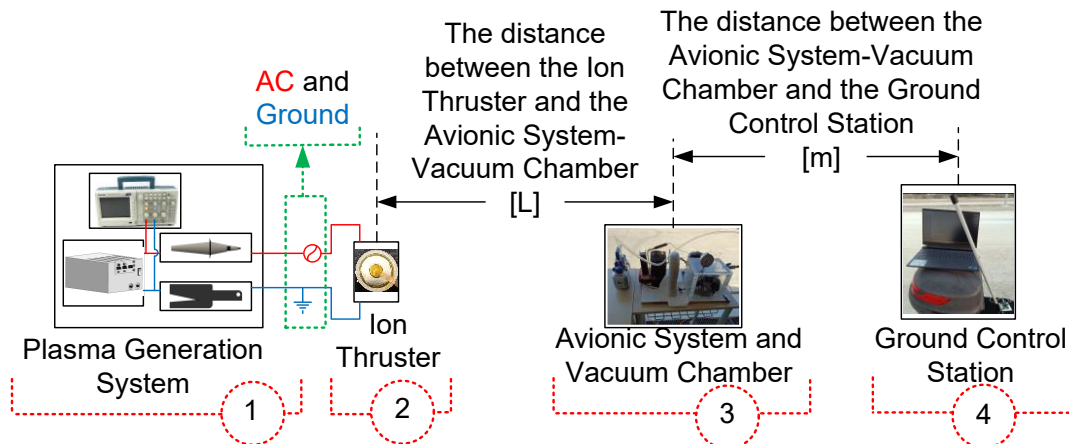 The distance
between the Ion
Thruster and the
Avionic System-
Vacuum Chamber
[L]
The distance between the
Avionic System-Vacuum
Chamber and the Ground
Control Station
[m]
AC and
Ground
Plasma Generation
System
Ion
Thruster
Avionic System and
Vacuum Chamber
Ground Control
Station
1
2
3
4